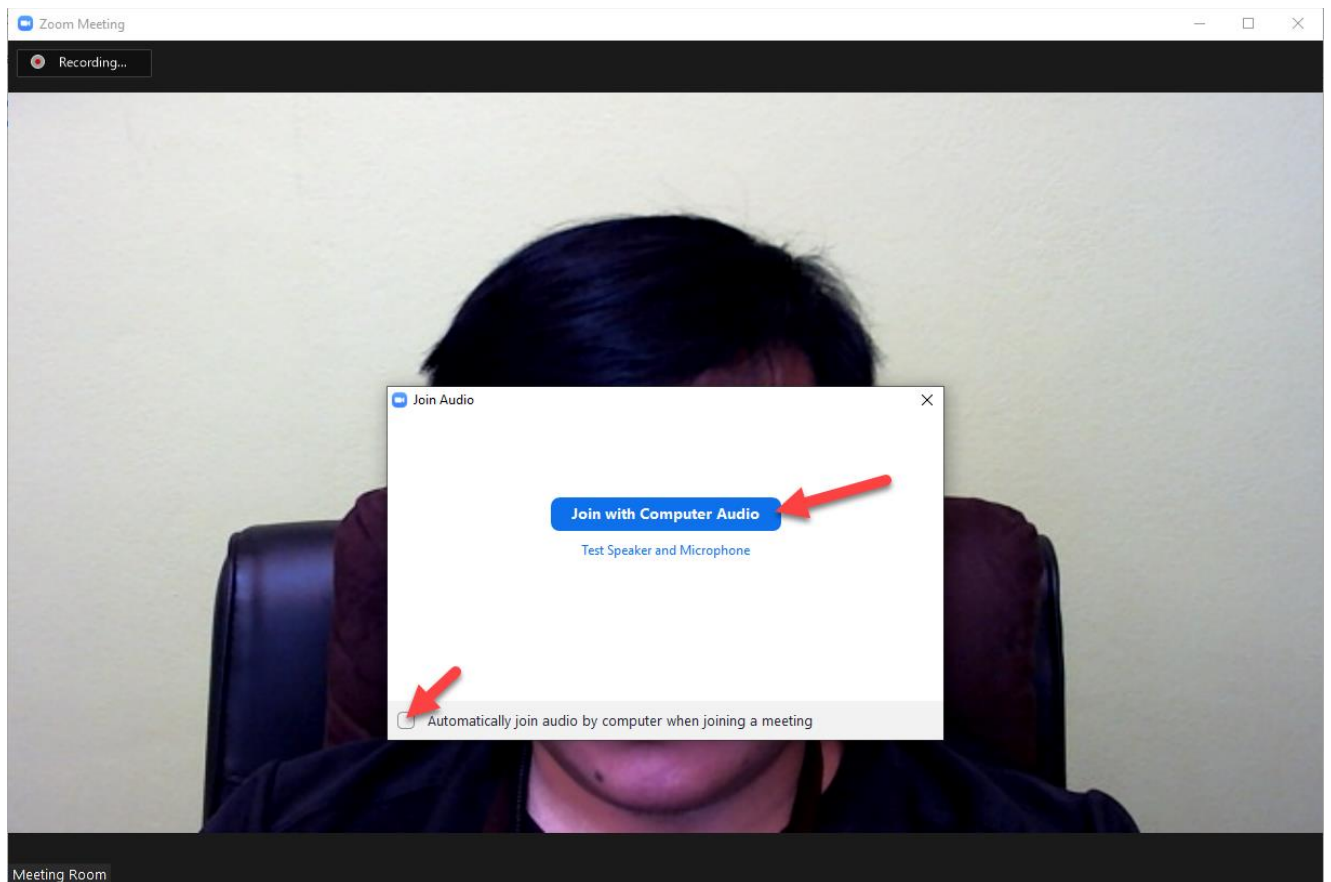 Zoom Meeting
Recording...
Join Audio
Join with Computer Audio
Test Speaker and Microphone
Automatically join audio by computer when joining a meeting
Meeting Room